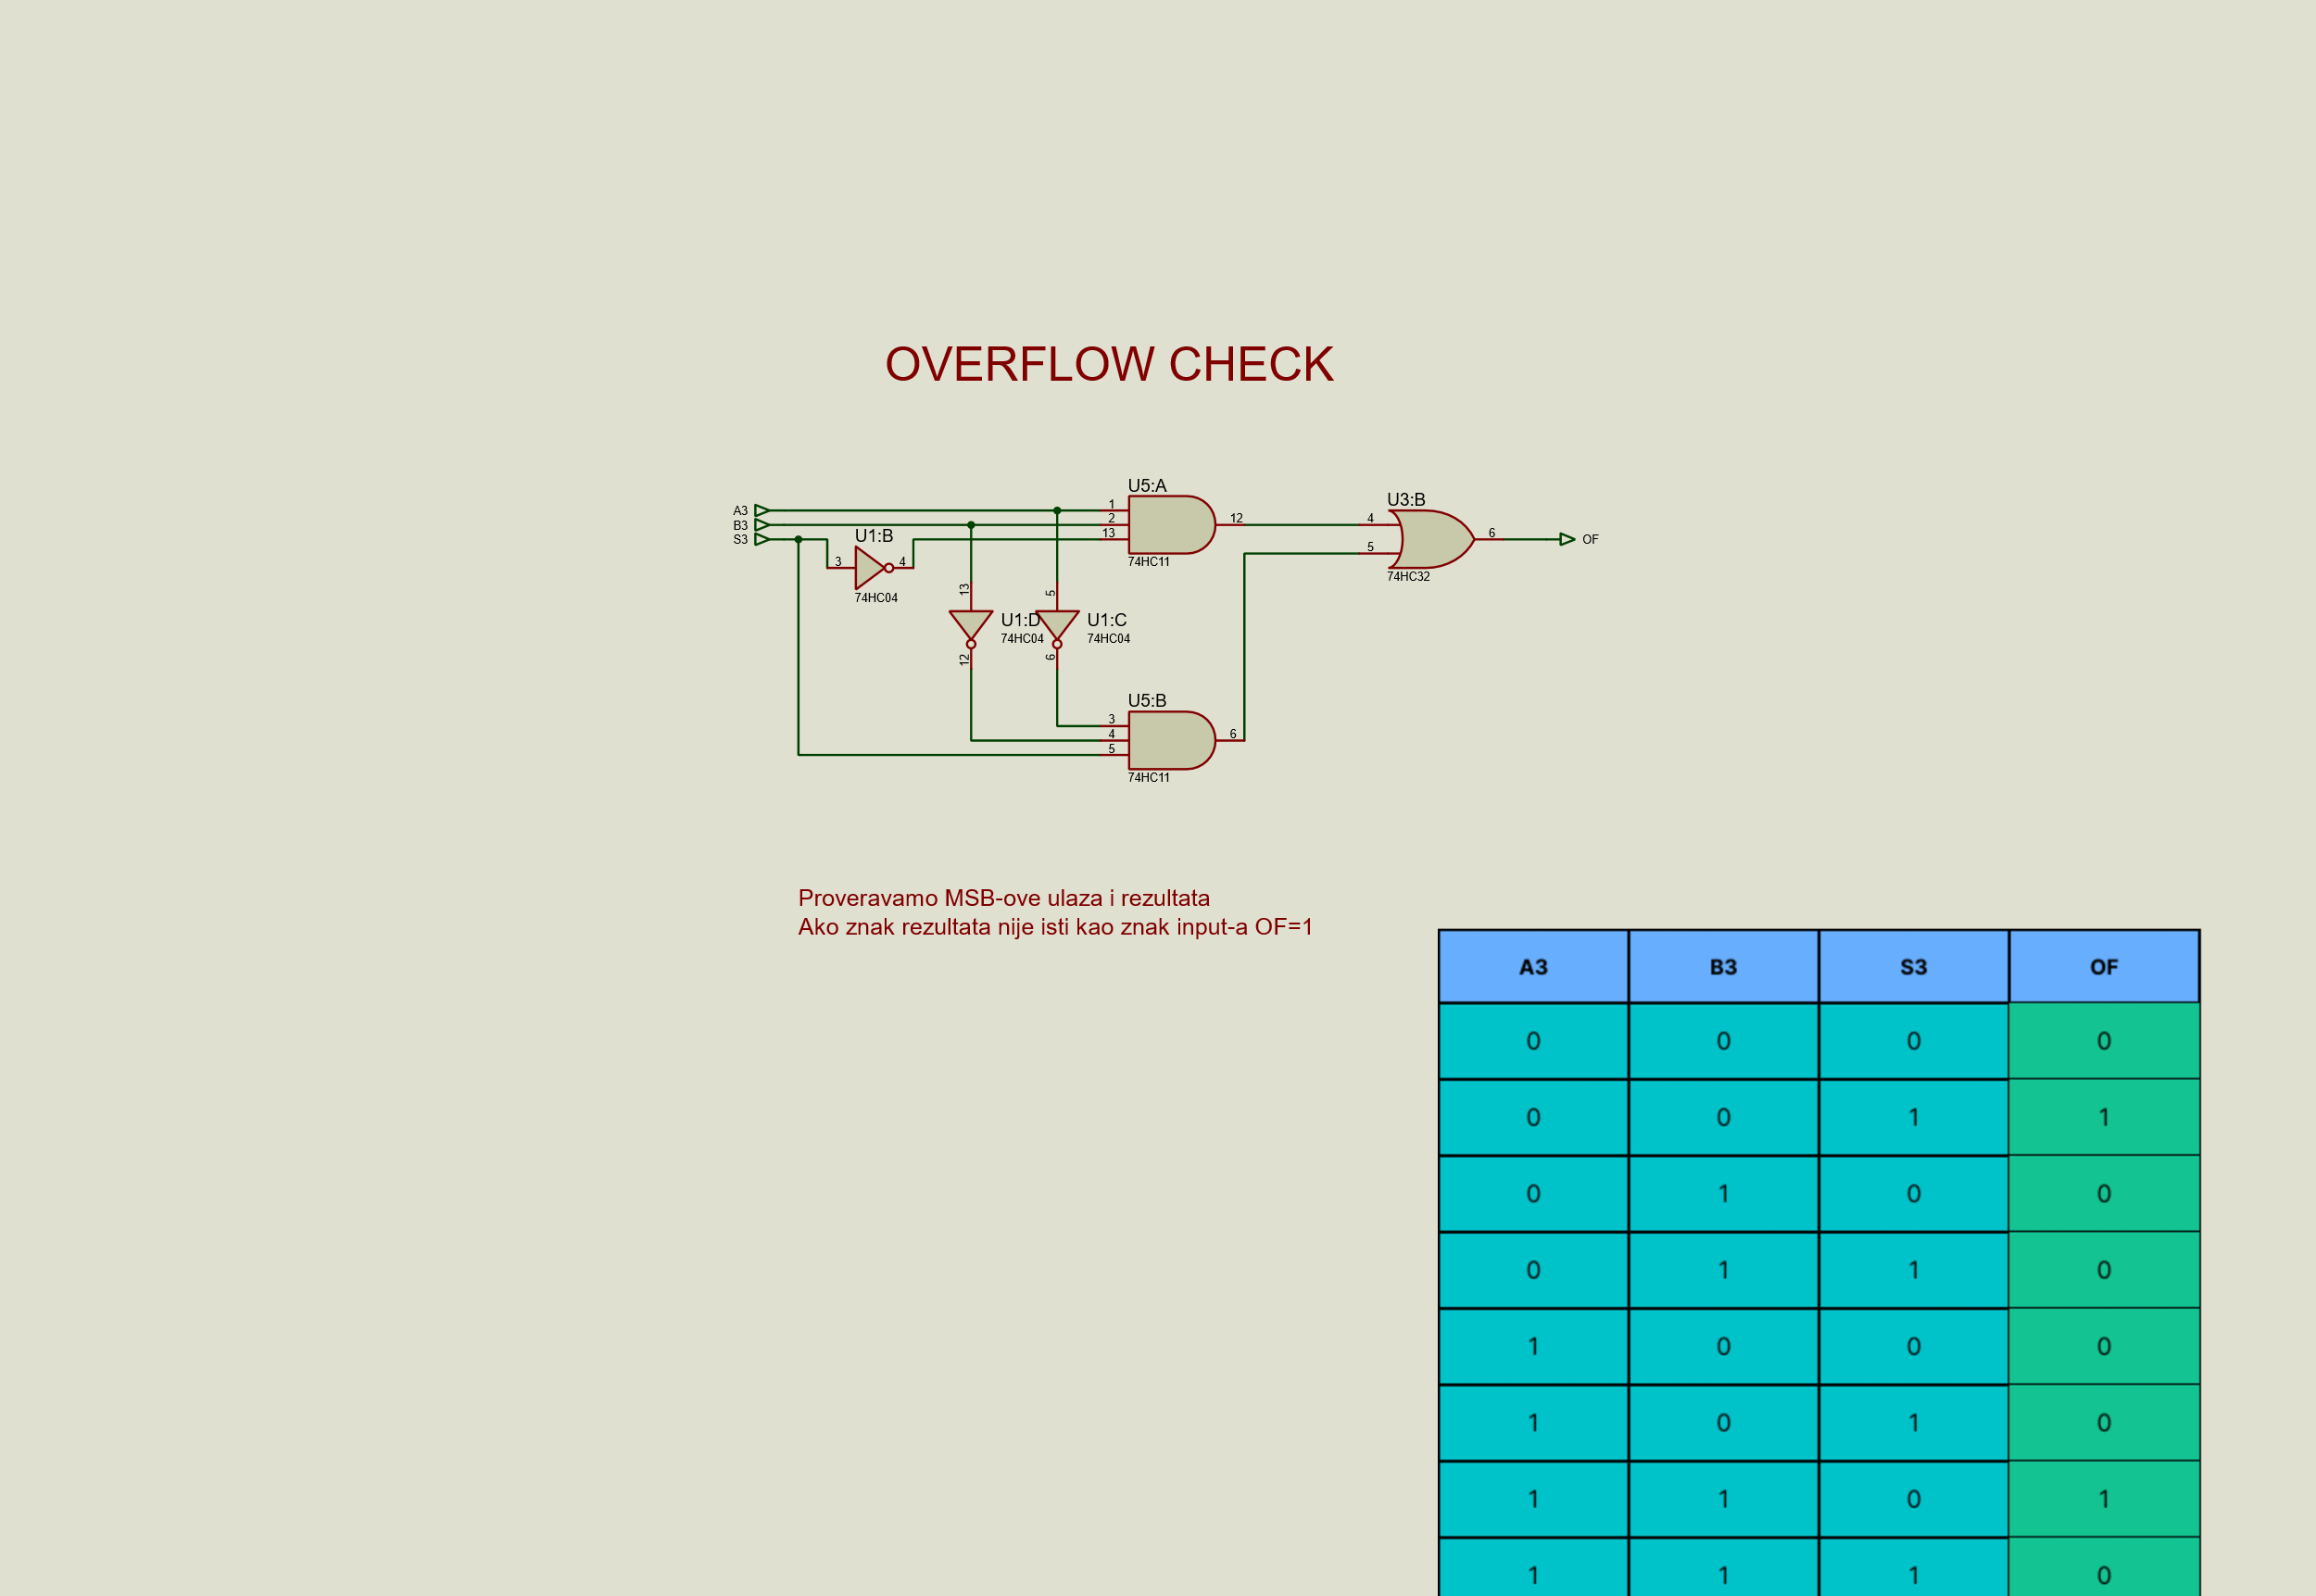 OVERFLOW CHECK
U5:A
A3
B3
S3
1
2
13
12
74HC11
U1:B
3
4
74HC04
U3:B
4
5
6
74HC32
OF
13
U1:D
74HC04
12
5
U1:C
74HC04
6
U5:B
3
4
5
6
74HC11
Proveravamo MSB-ove ulaza i rezultata
Ako znak rezultata nije isti kao znak input-a OF=1
A3 B3 S3 OF
0 0 0 0
0 0 1 1
0 1 0 0
0 1 1 0
1 0 0 0
1 0 1 0
1 1 0 1
1 1 1 0